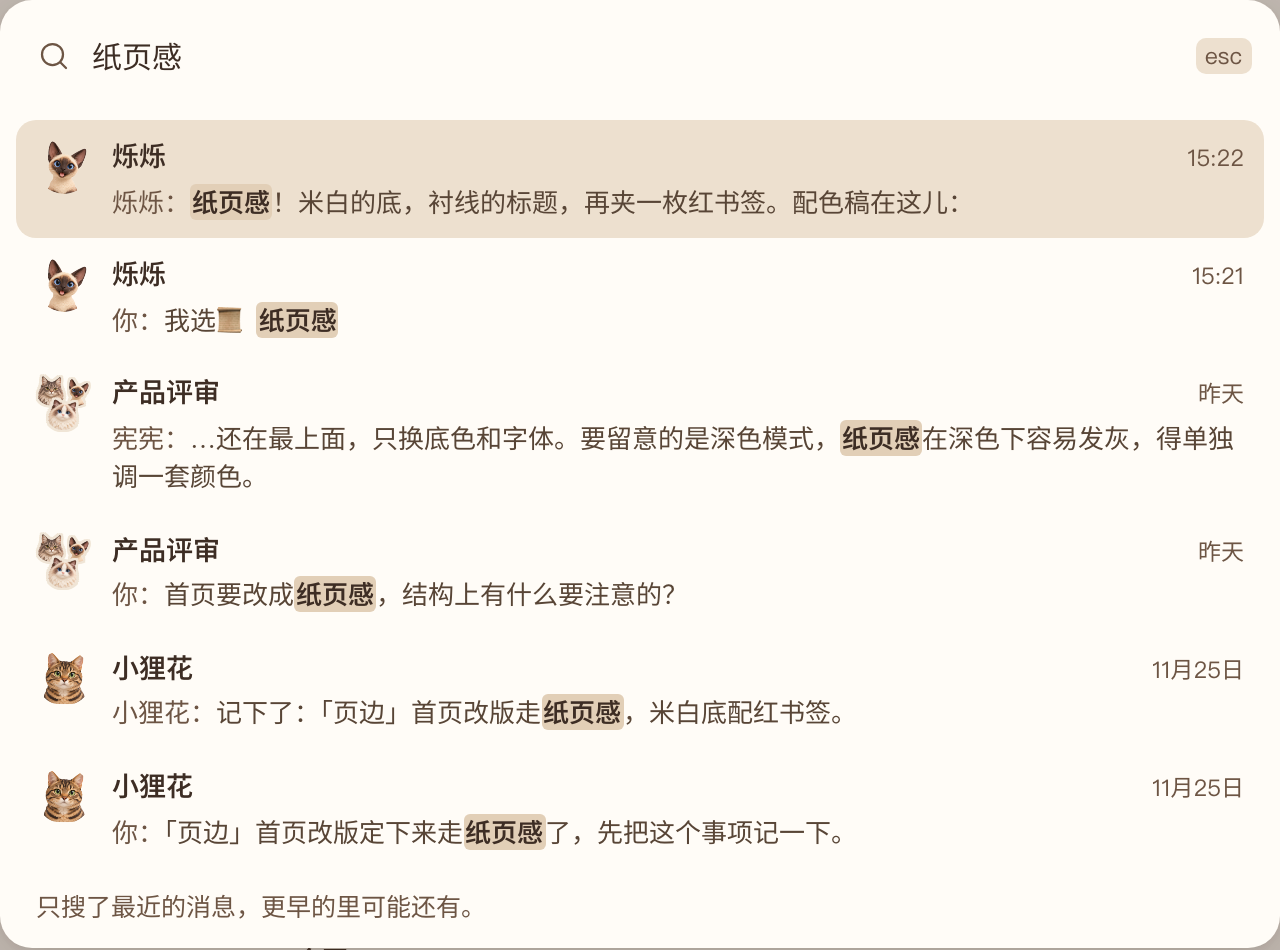 纸页感
esc
烁烁
15:22
烁烁：纸页感！米白的底，衬线的标题，再夹一枚红书签。配色稿在这儿：
烁烁
15:21
你：我选📜 纸页感
产品评审
昨天
宪宪：…还在最上面，只换底色和字体。要留意的是深色模式，纸页感在深色下容易发灰，得单独
调一套颜色。
产品评审
昨天
你：首页要改成纸页感，结构上有什么要注意的？
小狸花
11月25日
小狸花：记下了：「页边」首页改版走纸页感，米白底配红书签。
小狸花
11月25日
你：「页边」首页改版定下来走纸页感了，先把这个事项记一下。
只搜了最近的消息，更早的里可能还有。